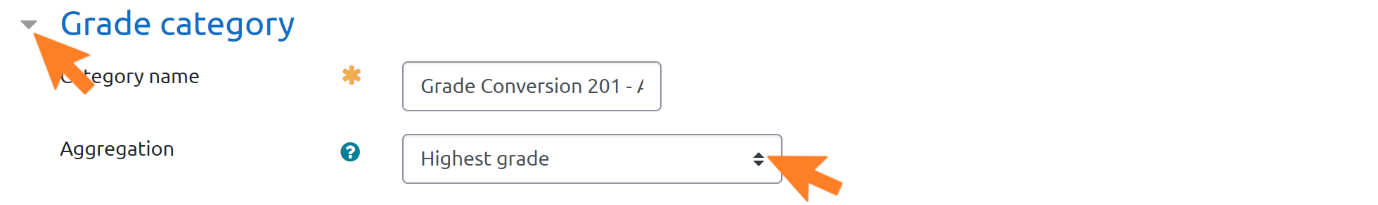 Grade category
Category name
Grade Conversion 201 -
Aggregation
Highest grade